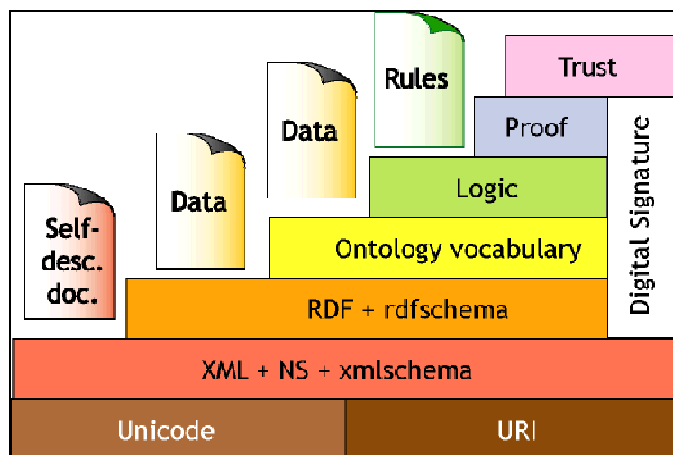 Trust
Rules
Proof
Data
Logic
Digital Signature
Data
Self-
desc.
doc.
Ontology vocabulary
RDF + rdfschema
XML + NS + xmlschema
Unicode
URI